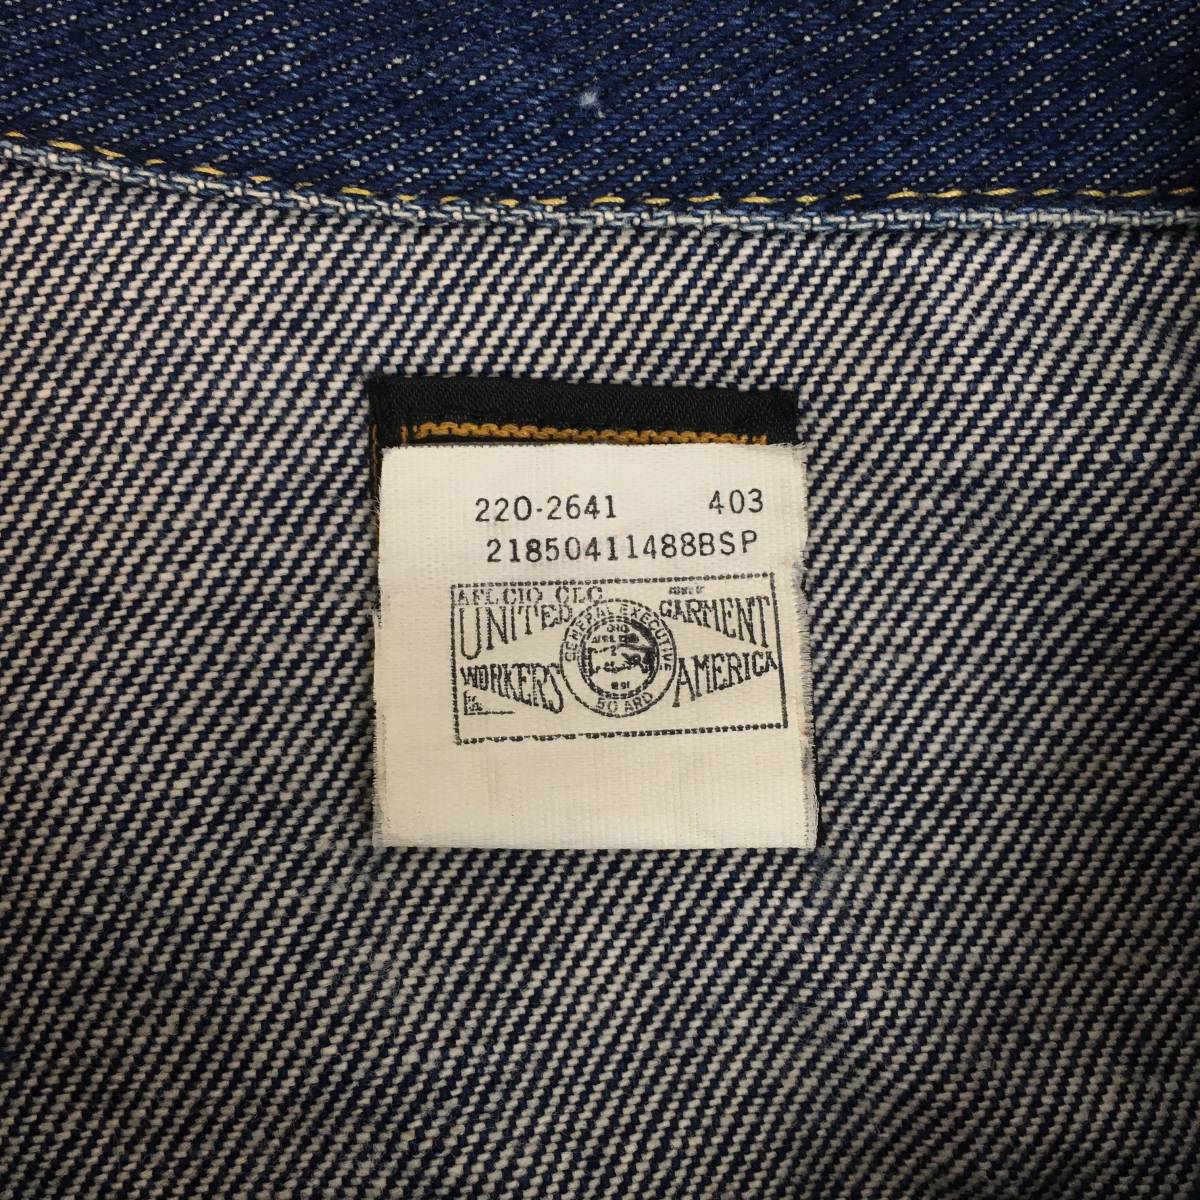 220-2641 403
21850411488BSP
AFL.CIO. CLC
UNITED GARMENT
WORKERS AMERICA
GENERAL EXECUTIVE
BOARD